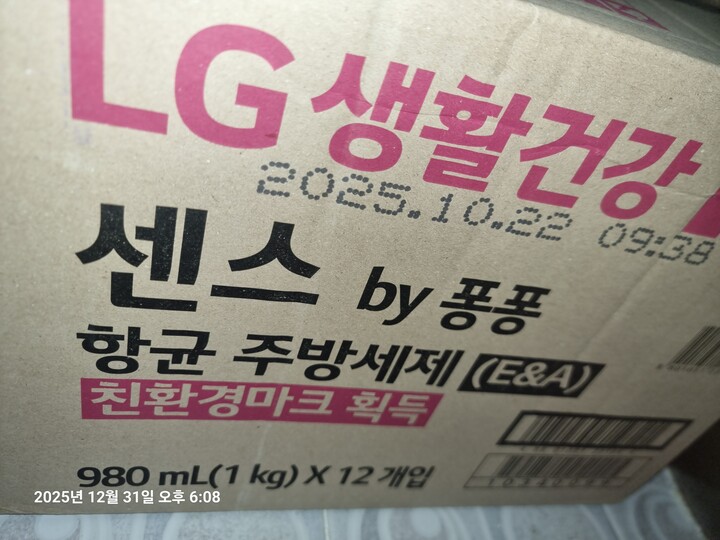 LG 생활건강
2025.10.22 09:38
센스 by 퐁퐁
항균 주방세제 (E&A)
친환경마크 획득
980 mL(1 kg) X 12 개입
2025년 12월 31일 오후 6:08